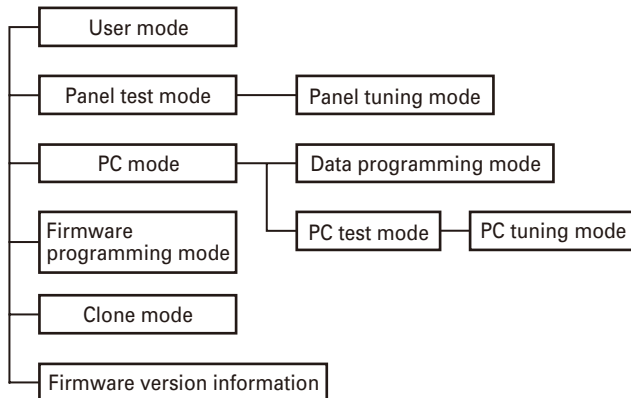 User mode
Panel test mode
Panel tuning mode
PC mode
Data programming mode
PC test mode
PC tuning mode
Firmware
programming mode
Clone mode
Firmware version information